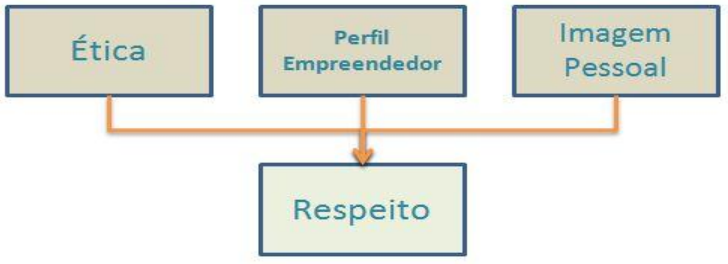 Ética
Perfil
Empreendedor
Imagem
Pessoal
Respeito